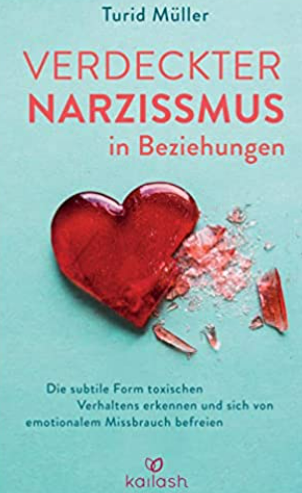 Turid Müller
VERDECKTER
NARZISSMUS
in Beziehungen
Die subtile Form toxischen
Verhaltens erkennen und sich von
emotionalem Missbrauch befreien
kailash